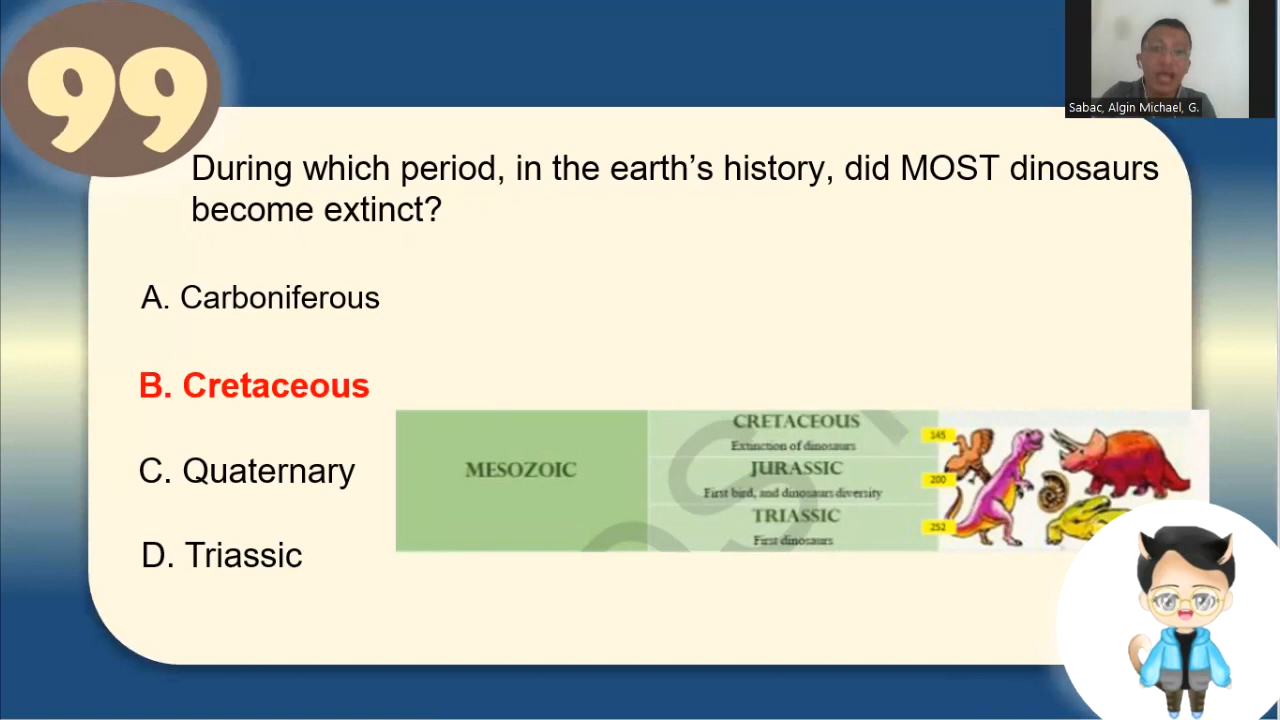 99
Sabac, Algin Michael, G.
During which period, in the earth’s history, did MOST dinosaurs
become extinct?
A. Carboniferous
B. Cretaceous
C. Quaternary
D. Triassic
MESOZOIC
CRETACEOUS
Extinction of dinosaurs
145
JURASSIC
First bird, and dinosaurs diversity
200
TRIASSIC
First dinosaurs
252